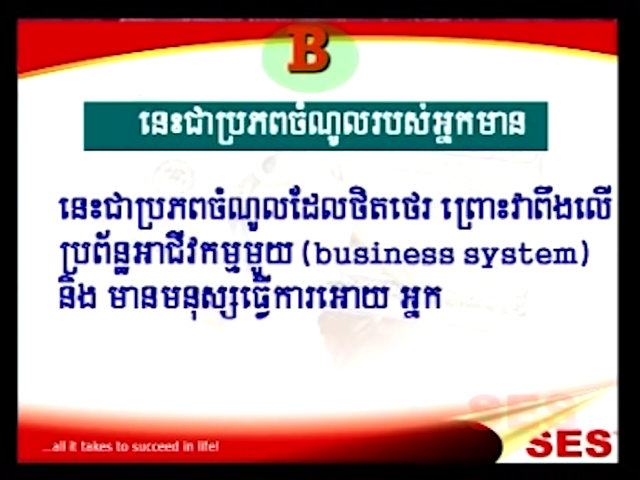 B
នេះជាប្រភពចំណូលរបស់អ្នកមាន
នេះជាប្រភពចំណូលដែលថិតថេរ ព្រោះវាពឹងលើ
ប្រព័ន្ឋអាជីវកម្មមួយ (business system)
និង មានមនុស្សធ្វើការអោយ អ្នក
SES
...all it takes to succeed in life!
SES